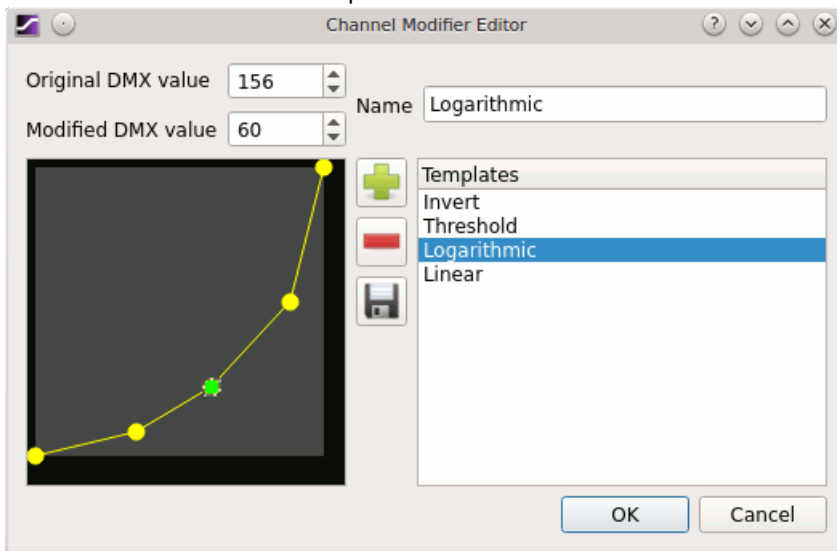 Channel Modifier Editor
Original DMX value 156
Modified DMX value 60
Name Logarithmic
Templates
Invert
Threshold
Logarithmic
Linear
OK Cancel